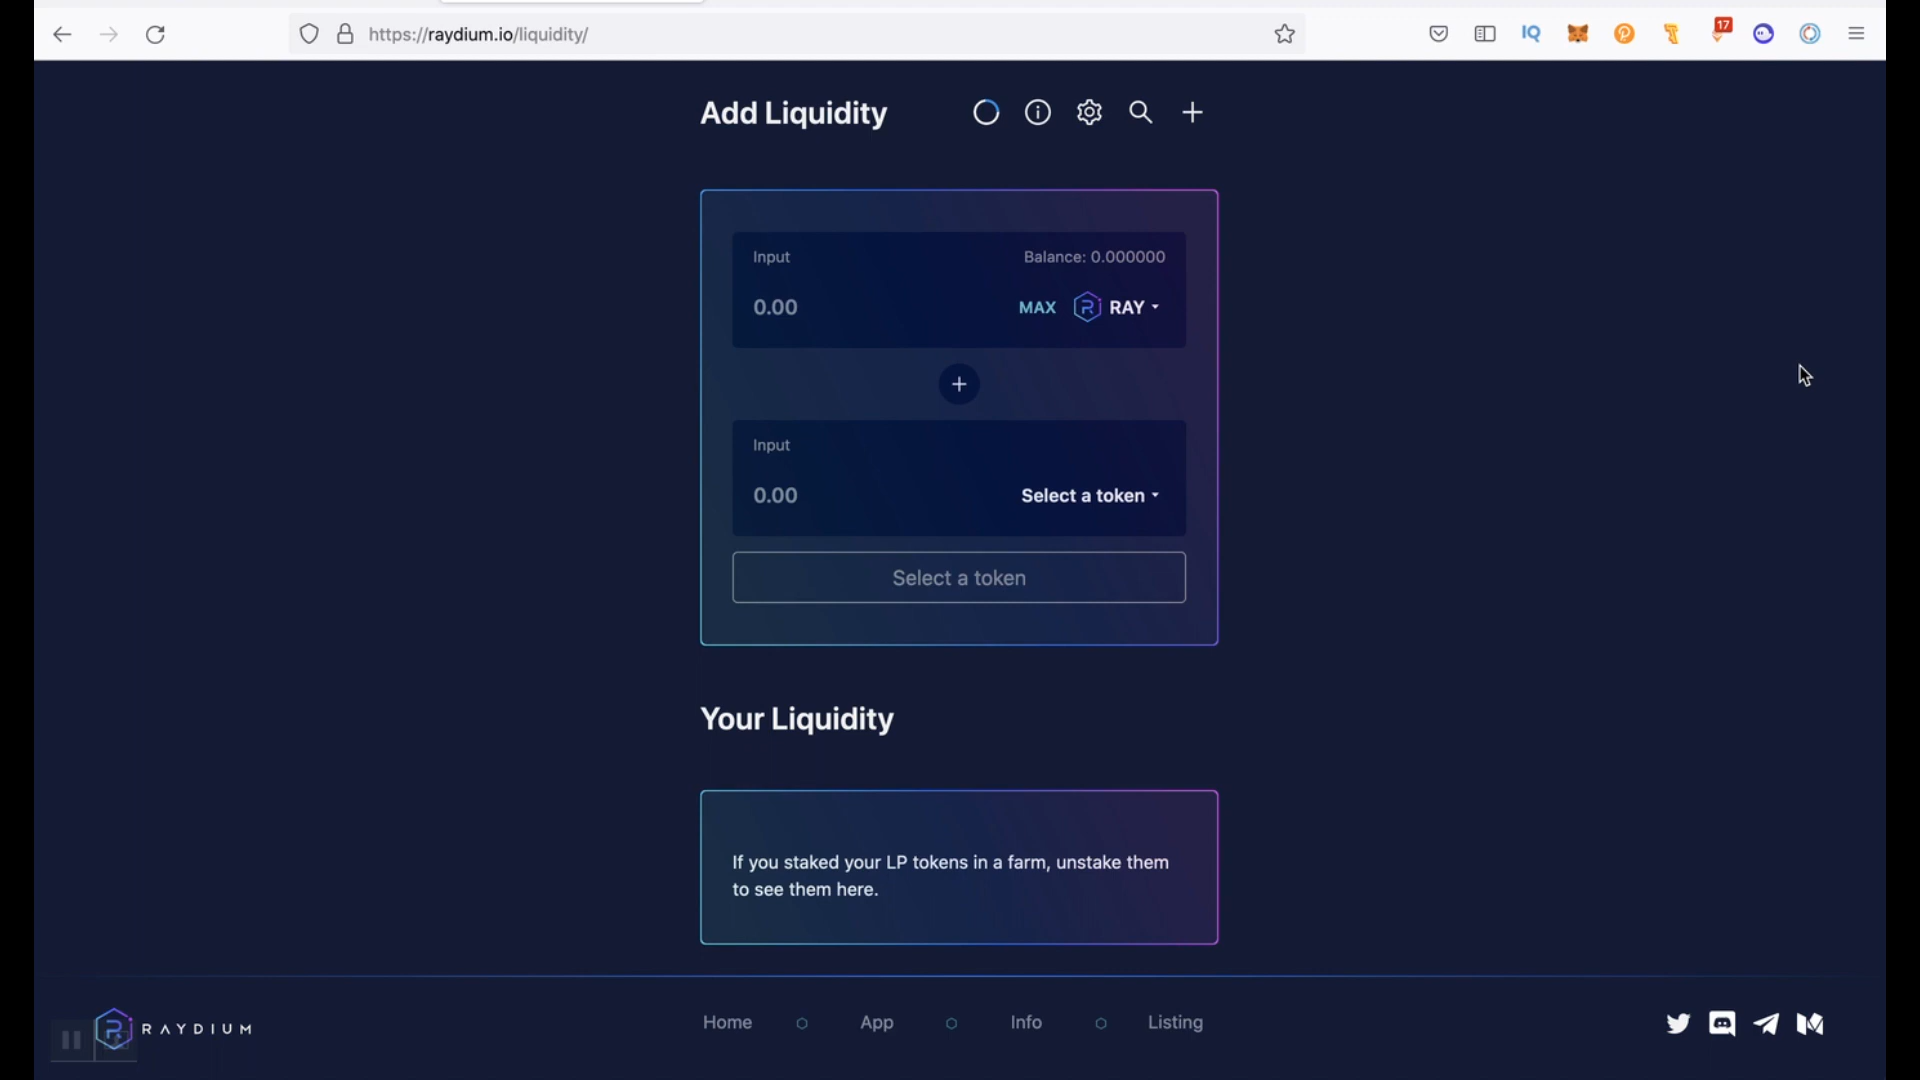 https://raydium.io/liquidity/
IQ
17
Add Liquidity
Input
Balance: 0.000000
0.00
MAX
RAY
Input
0.00
Select a token
Select a token
Your Liquidity
If you staked your LP tokens in a farm, unstake them
to see them here.
RAYDIUM
Home
App
Info
Listing